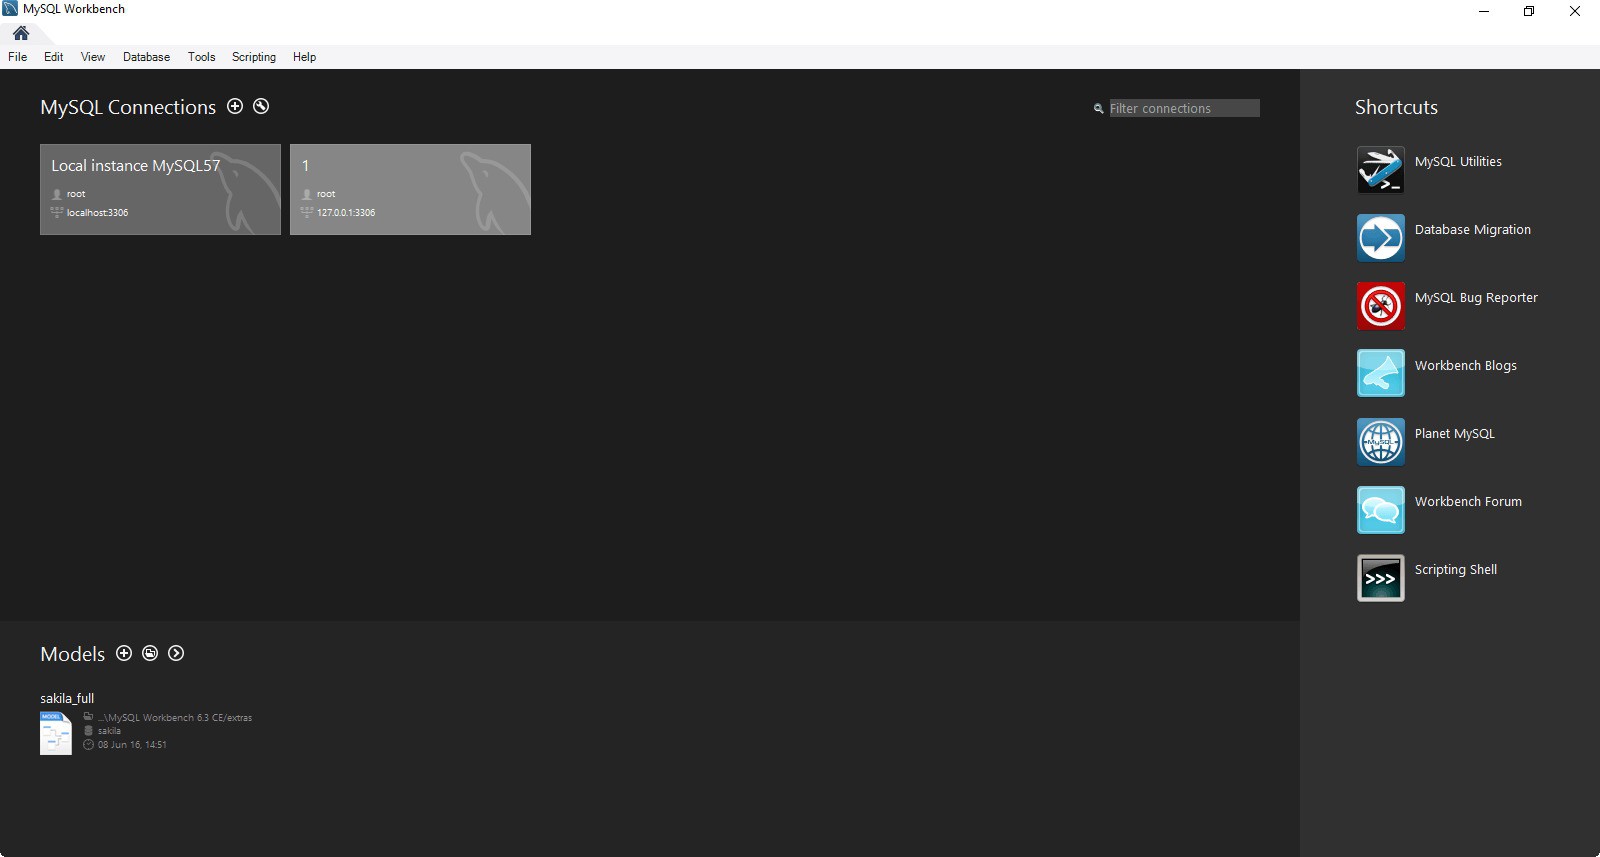 MySQL Workbench
File Edit View Database Tools Scripting Help
MySQL Connections
Filter connections
Local instance MySQL57
root
localhost:3306
1
root
127.0.0.1:3306
Shortcuts
MySQL Utilities
Database Migration
MySQL Bug Reporter
Workbench Blogs
MySQL
Planet MySQL
Workbench Forum
>>>
Scripting Shell
Models
sakila_full
MODEL
...\MySQL Workbench 6.3 CE/extras
sakila
08 Jun 16, 14:51